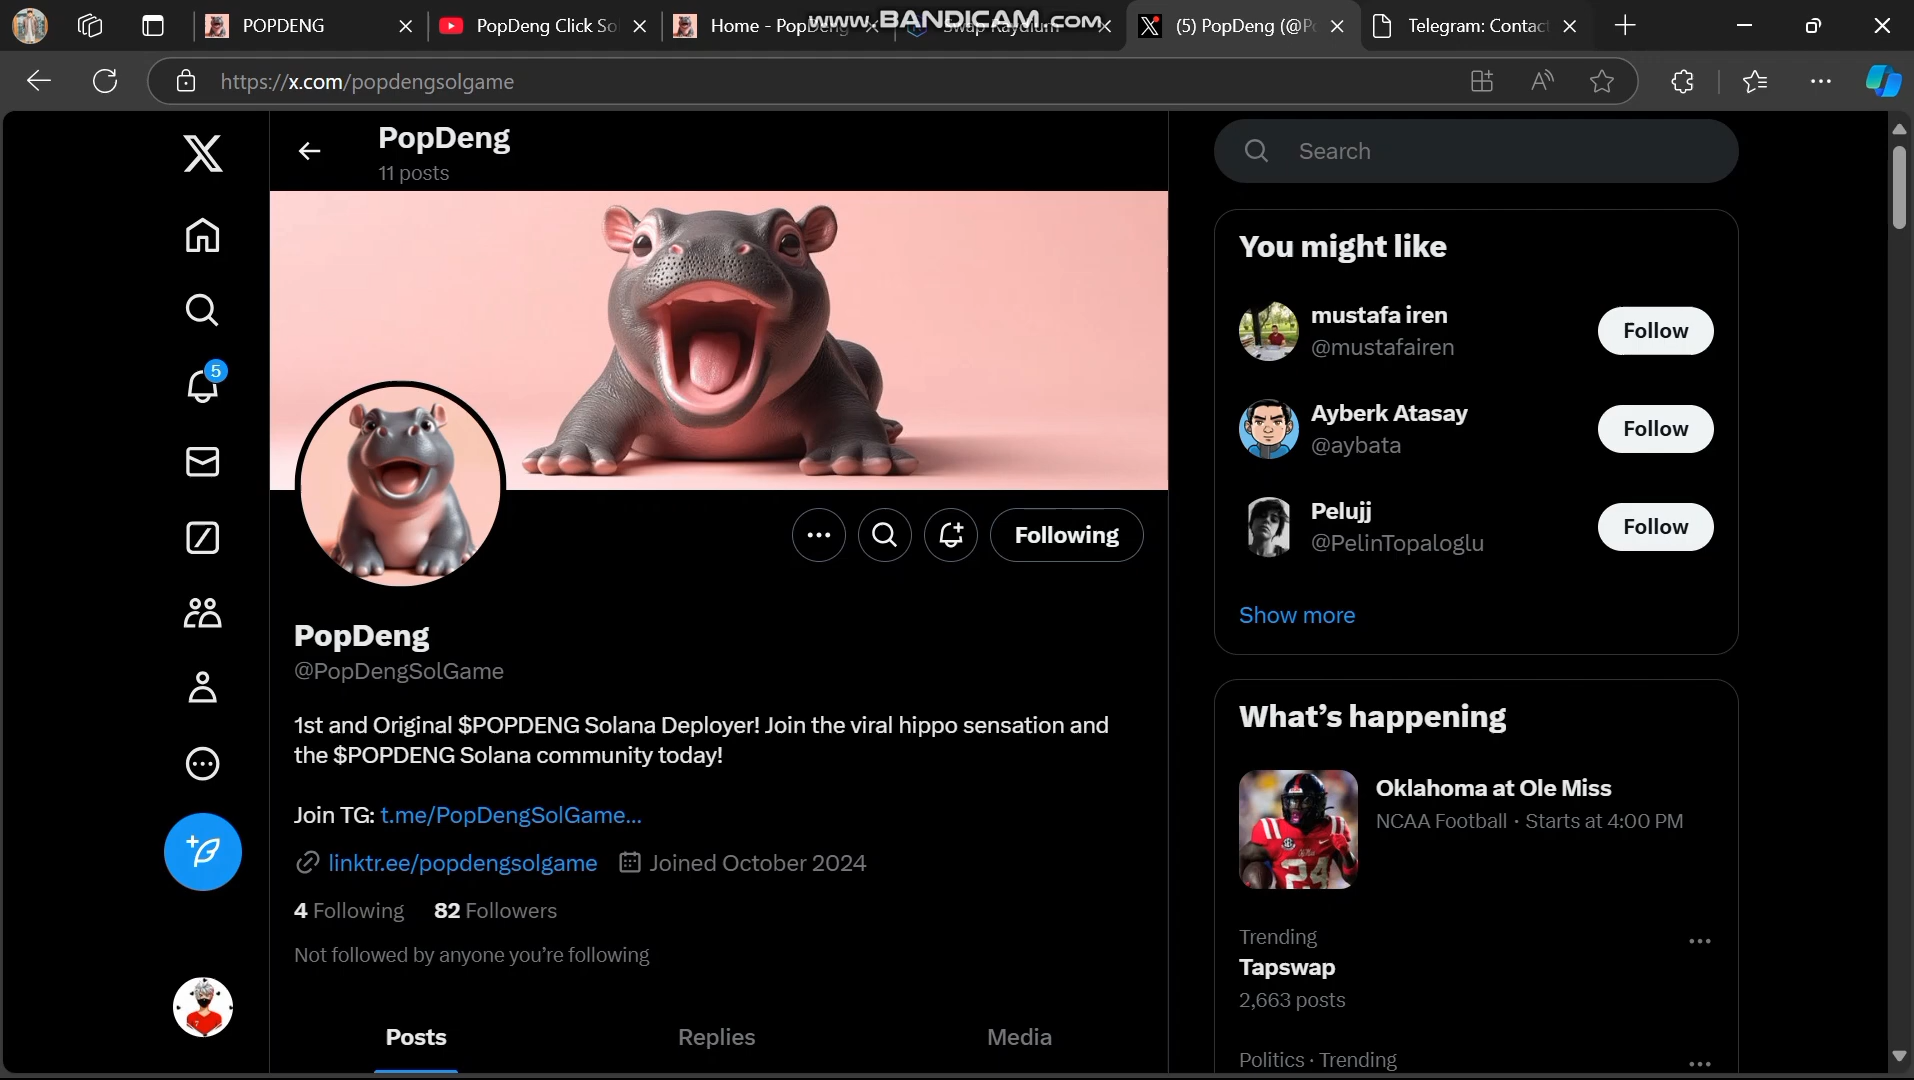 POPDENG
PopDeng Click Sol
Home - PopDeng
www.BANDICAM.com
Swap Raydium
(5) PopDeng (@Po
Telegram: Contact
https://x.com/popdengsolgame
PopDeng
11 posts
Search
You might like
mustafa iren
@mustafairen
Follow
5
Ayberk Atasay
@aybata
Follow
Pelujj
@PelinTopaloglu
Follow
Following
Show more
PopDeng
@PopDengSolGame
1st and Original $POPDENG Solana Deployer! Join the viral hippo sensation and
the $POPDENG Solana community today!
Join TG: t.me/PopDengSolGame...
linktr.ee/popdengsolgame
Joined October 2024
4 Following
82 Followers
Not followed by anyone you’re following
Posts
Replies
Media
What’s happening
Oklahoma at Ole Miss
NCAA Football · Starts at 4:00 PM
24
Trending
Tapswap
2,663 posts
Politics · Trending